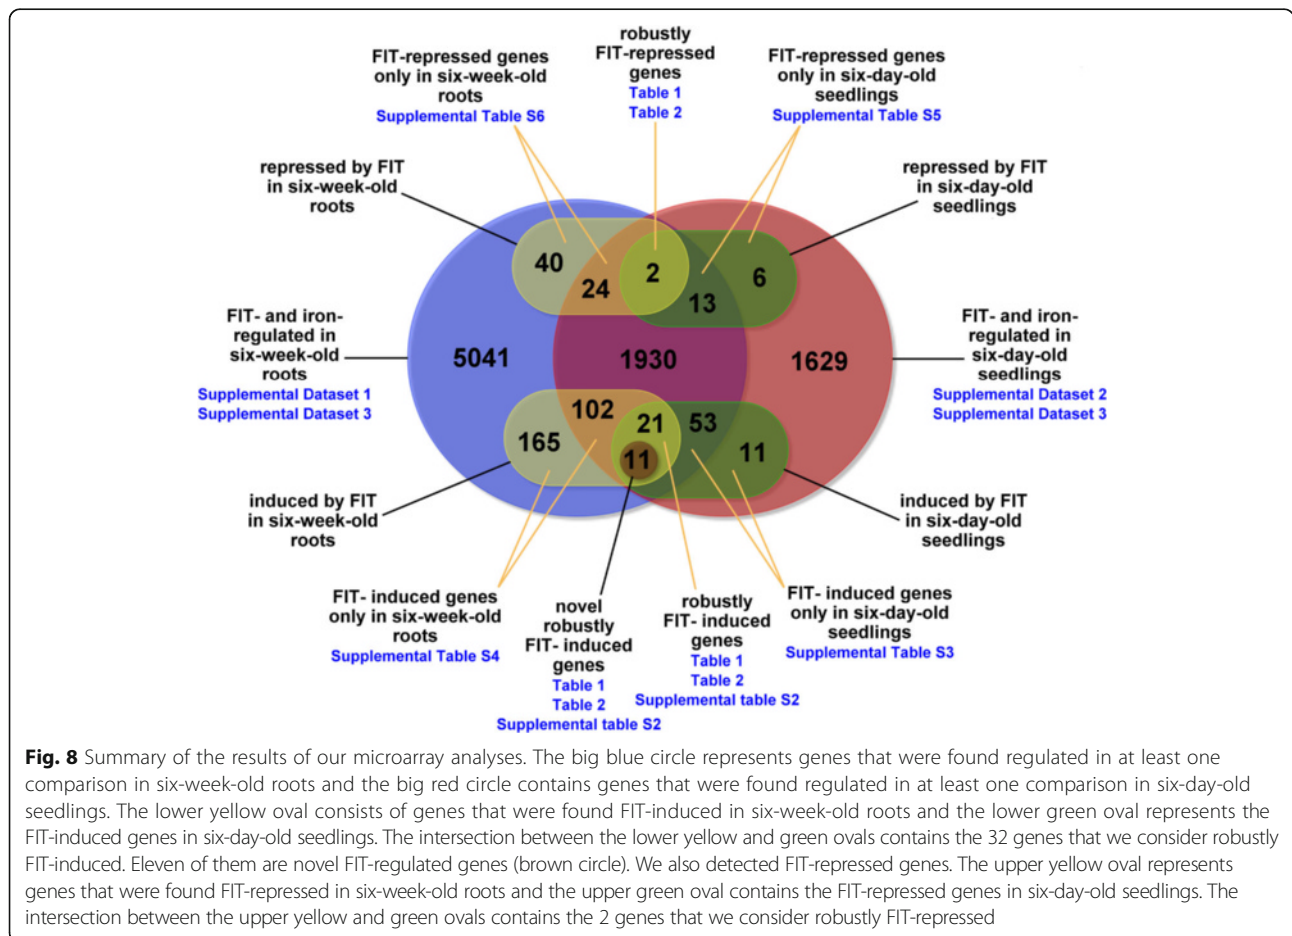 FIT-repressed genes
only in six-week-old
roots
Supplemental Table S6
robustly
FIT-repressed
genes
Table 1
Table 2
FIT-repressed genes
only in six-day-old
seedlings
Supplemental Table S5
repressed by FIT
in six-week-old
roots
repressed by FIT
in six-day-old
seedlings
40
24
2
13
6
FIT- and iron-
regulated in
six-week-old
roots
Supplemental Dataset 1
Supplemental Dataset 3
5041
1930
1629
FIT- and iron-
regulated in
six-day-old
seedlings
Supplemental Dataset 2
Supplemental Dataset 3
165
102
21
11
53
11
induced by FIT
in six-week-old
roots
induced by FIT
in six-day-old
seedlings
FIT- induced genes
only in six-week-old
roots
Supplemental Table S4
novel
robustly
FIT- induced
genes
Table 1
Table 2
Supplemental table S2
robustly
FIT- induced
genes
Table 1
Table 2
Supplemental table S2
FIT- induced genes
only in six-day-old
seedlings
Supplemental Table S3
Fig. 8 Summary of the results of our microarray analyses. The big blue circle represents genes that were found regulated in at least one
comparison in six-week-old roots and the big red circle contains genes that were found regulated in at least one comparison in six-day-old
seedlings. The lower yellow oval consists of genes that were found FIT-induced in six-week-old roots and the lower green oval represents the
FIT-induced genes in six-day-old seedlings. The intersection between the lower yellow and green ovals contains the 32 genes that we consider robustly
FIT-induced. Eleven of them are novel FIT-regulated genes (brown circle). We also detected FIT-repressed genes. The upper yellow oval represents
genes that were found FIT-repressed in six-week-old roots and the upper green oval contains the FIT-repressed genes in six-day-old seedlings. The
intersection between the upper yellow and green ovals contains the 2 genes that we consider robustly FIT-repressed